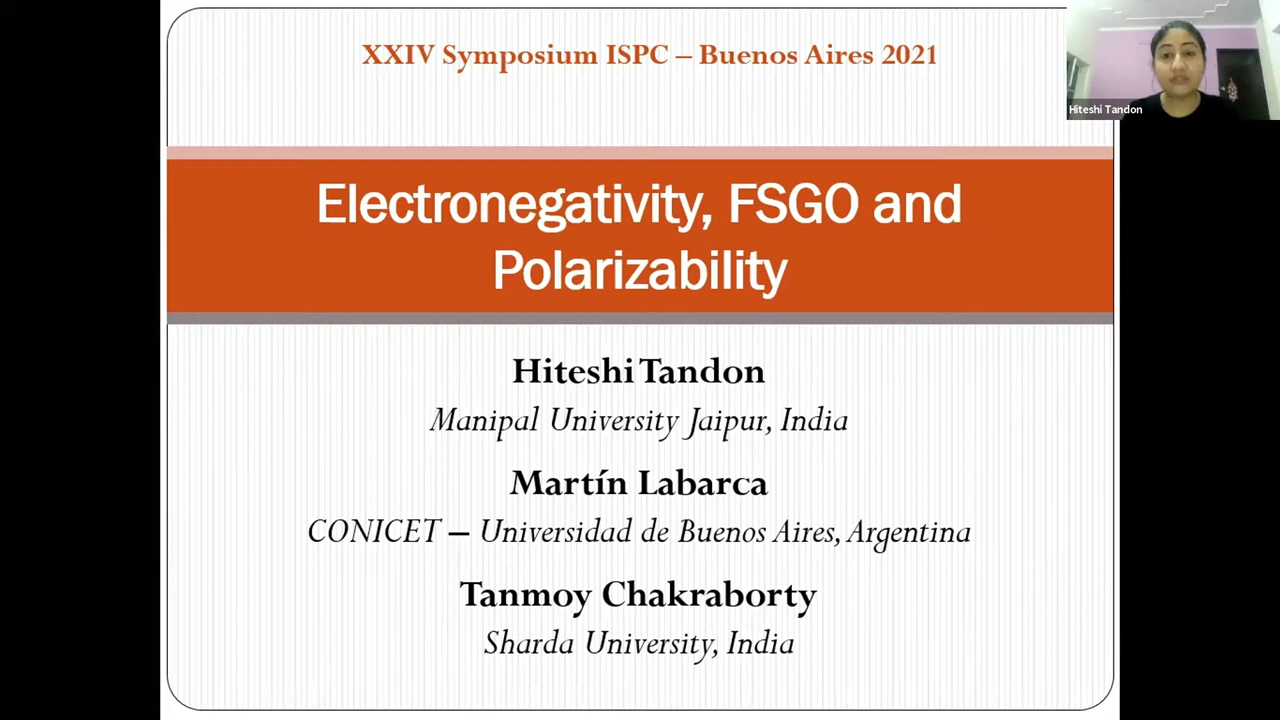 XXIV Symposium ISPC – Buenos Aires 2021
Hiteshi Tandon
Electronegativity, FSGO and
Polarizability
Hiteshi Tandon
Manipal University Jaipur, India
Martín Labarca
CONICET – Universidad de Buenos Aires, Argentina
Tanmoy Chakraborty
Sharda University, India